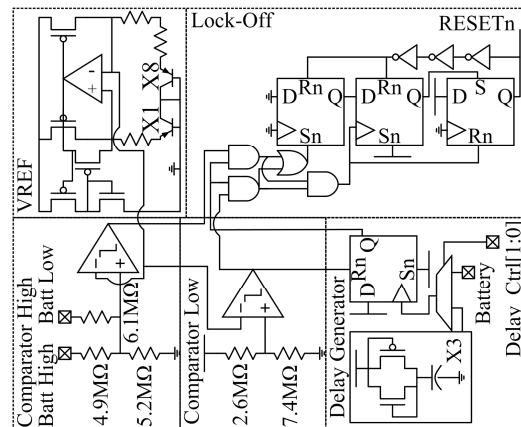 Lock-Off
RESETn
VREF
X1
X8
- +
D Rn Q
Sn
D Rn Q
Sn
D S Q
Rn
Comparator High
Batt High
Batt Low
4.9MΩ
6.1MΩ
5.2MΩ
+
Comparator Low
2.6MΩ
7.4MΩ
+
Delay Generator
D Rn Q
Sn
X3
Battery
Delay Ctrl[1:0]